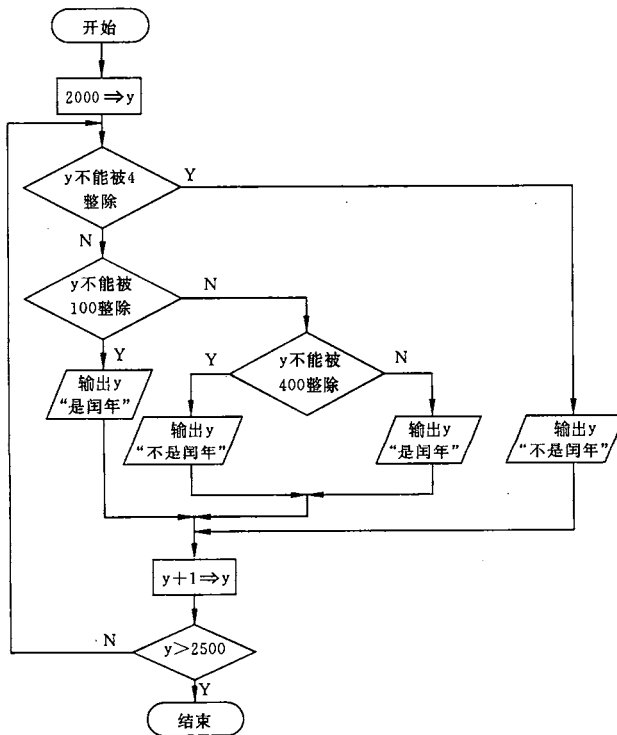 开始
2000⇒y
y不能被4
整除
Y
N
y不能被
100整除
N
Y
y不能被
400整除
Y
N
输出y
“是闰年”
输出y
“不是闰年”
输出y
“是闰年”
输出y
“不是闰年”
y+1⇒y
y>2500
N
Y
结束